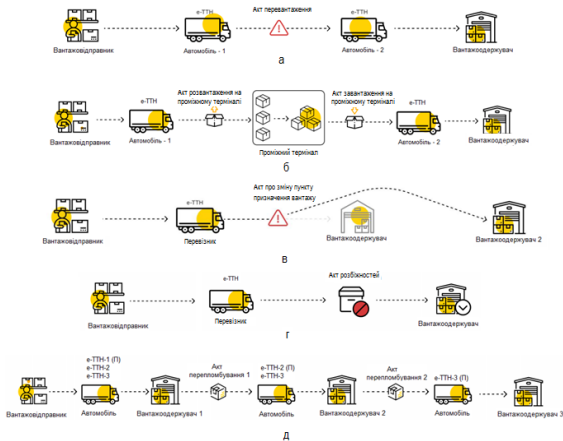 е-ТТН
Акт перевантаження
е-ТТН
Вантажовідправник
Автомобіль - 1
Автомобіль - 2
Вантажоодержувач
а
е-ТТН
Акт розвантаження на
проміжному терміналі
Акт завантаження на
проміжному терміналі
е-ТТН
Вантажовідправник
Автомобіль - 1
Проміжний термінал
Автомобіль - 2
Вантажоодержувач
б
е-ТТН
Акт про зміну пункту
призначення вантажу
Вантажовідправник
Перевізник
Вантажоодержувач
Вантажоодержувач 2
в
е-ТТН
Акт розбіжностей
Вантажовідправник
Перевізник
Вантажоодержувач
г
е-ТТН-1 (П)
е-ТТН-2
е-ТТН-3
Акт
перепломбування 1
е-ТТН-2 (П)
е-ТТН-3
Акт
перепломбування 2
е-ТТН-3 (П)
Вантажовідправник
Автомобіль
Вантажоодержувач 1
Автомобіль
Вантажоодержувач 2
Автомобіль
Вантажоодержувач 3
д